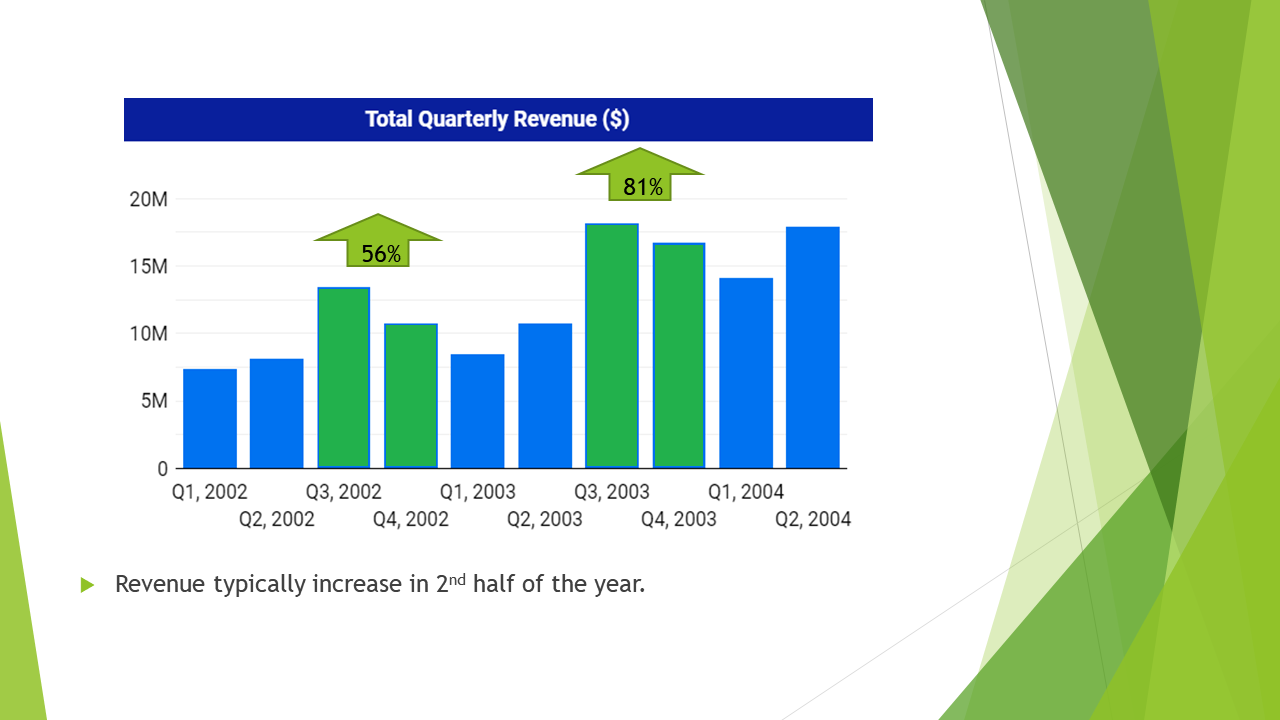 Total Quarterly Revenue ($)
81%
20M
56%
15M
10M
5M
0
Q1, 2002 Q3, 2002 Q1, 2003 Q3, 2003 Q1, 2004
Q2, 2002 Q4, 2002 Q2, 2003 Q4, 2003 Q2, 2004
Revenue typically increase in 2nd half of the year.